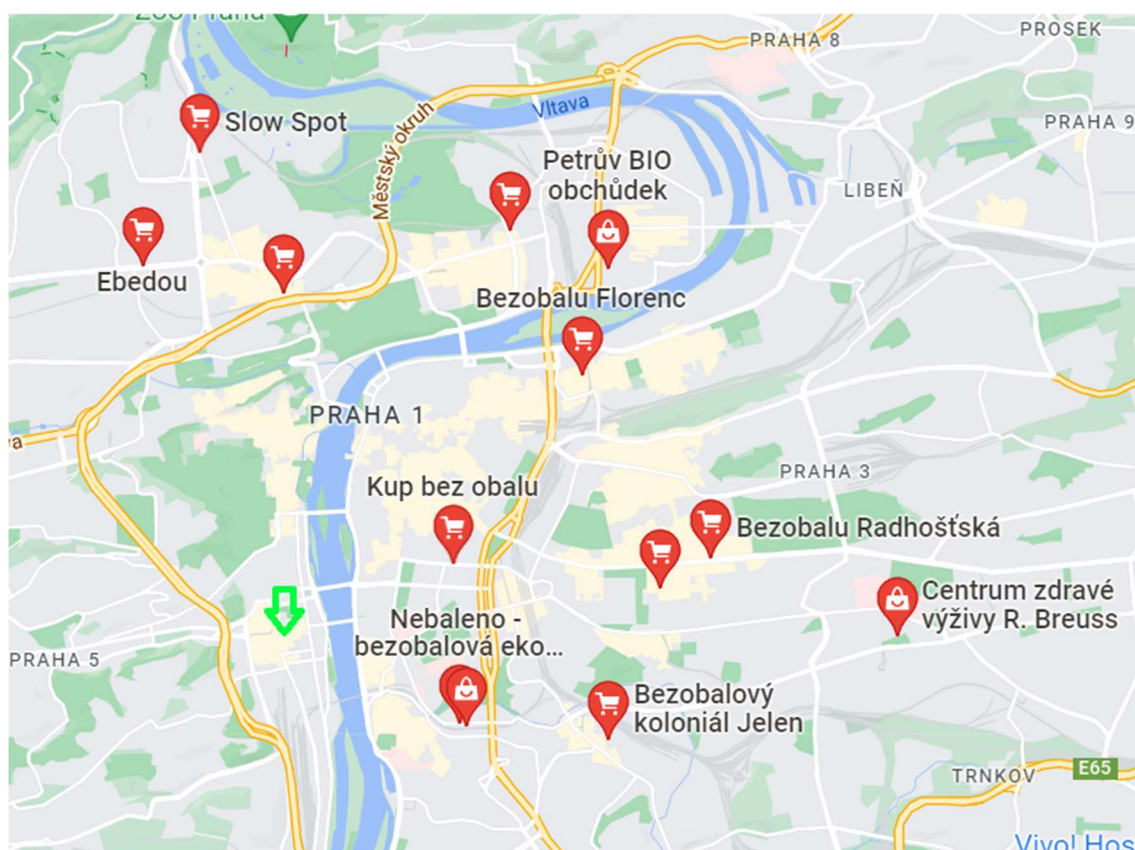 Zoo Praha
PRAHA 8
PROSEK
Slow Spot
Městský okruh
Vltava
PRAHA 9
Petrův BIO
obchůdek
LIBEŇ
Ebedou
Bezobalu Florenc
PRAHA 1
va
Kup bez obalu
PRAHA 3
Bezobalu Radhošťská
Centrum zdravé
výživy R. Breuss
Nebaleno -
bezobalová eko...
PRAHA 5
Bezobalový
koloniál Jelen
E65
TRNKOV
Vivo! Hos